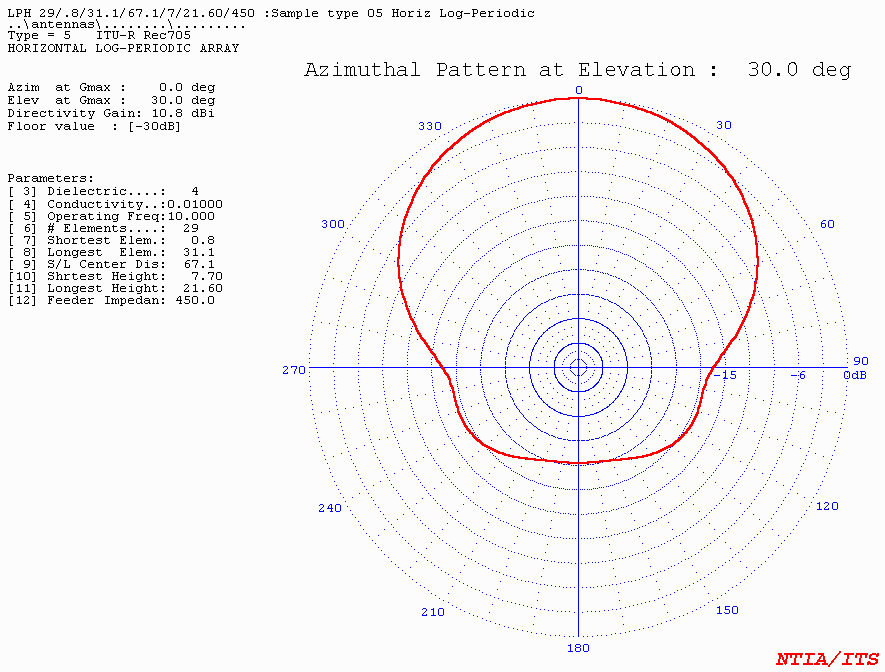 LPH 29/.8/31.1/67.1/7/21.60/450 :Sample type 05 Horiz Log-Periodic
..\antennas\........\.........
Type = 5   ITU-R Rec705
HORIZONTAL LOG-PERIODIC ARRAY
Azimuthal Pattern at Elevation :  30.0 deg
Azim  at Gmax :    0.0 deg
Elev  at Gmax :   30.0 deg
Directivity Gain: 10.8 dBi
Floor value  : [-30dB]
Parameters:
[ 3] Dielectric....:   4
[ 4] Conductivity..:0.01000
[ 5] Operating Freq:10.000
[ 6] # Elements....:  29
[ 7] Shortest Elem.:   0.8
[ 8] Longest  Elem.:  31.1
[ 9] S/L Center Dis:  67.1
[10] Shrtest Height:   7.70
[11] Longest Height:  21.60
[12] Feeder Impedan: 450.0
0
330
30
300
60
270
90
-15
-6
0dB
240
120
210
150
180
NTIA/ITS